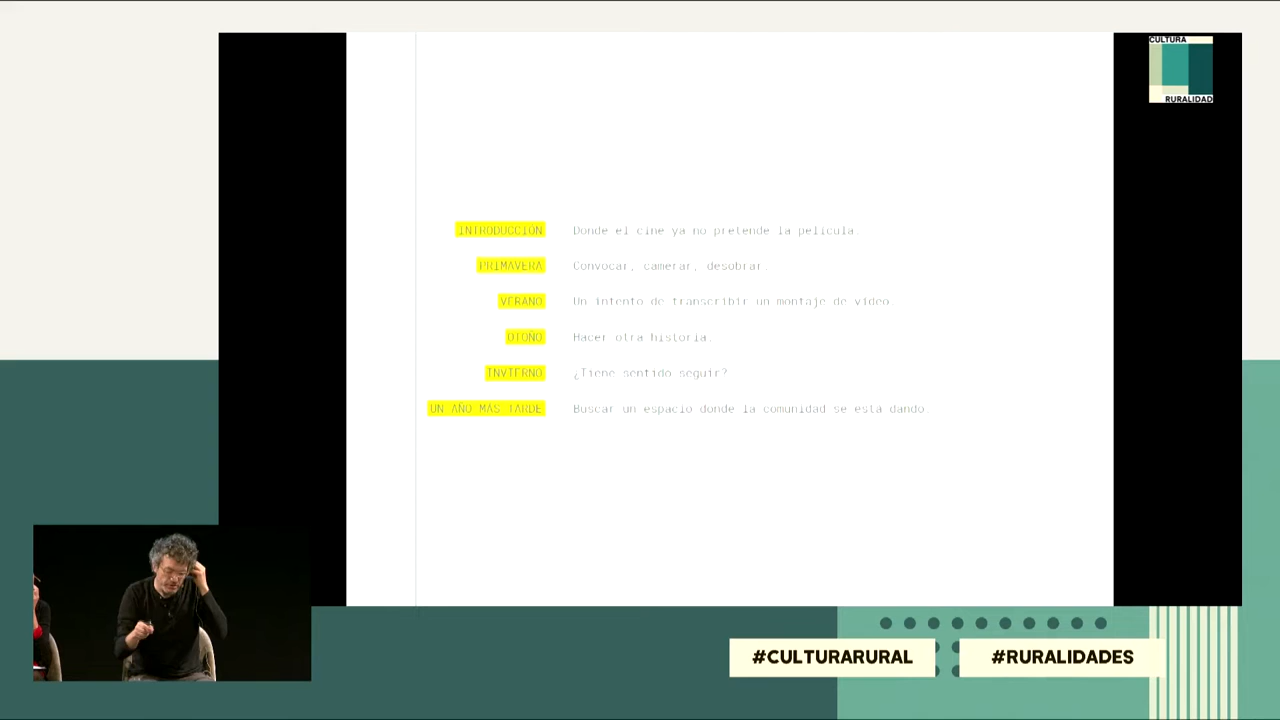 CULTURA
RURALIDAD
INTRODUCCIÓN Donde el cine ya no pretende la película.
PRIMAVERA Convocar, camerar, desobrar.
VERANO Un intento de transcribir un montaje de vídeo.
OTOÑO Hacer otra historia.
INVIERNO ¿Tiene sentido seguir?
UN AÑO MÁS TARDE Buscar un espacio donde la comunidad se está dando.
#CULTURARURAL #RURALIDADES